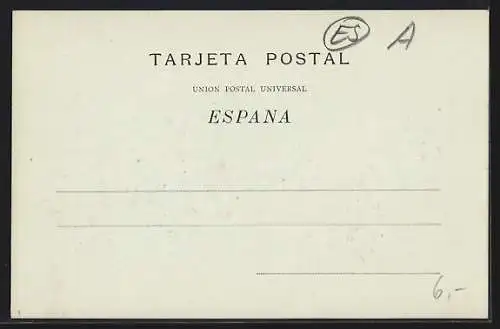 ES A
TARJETA POSTAL
UNION POSTAL UNIVERSAL
ESPANA
6,-